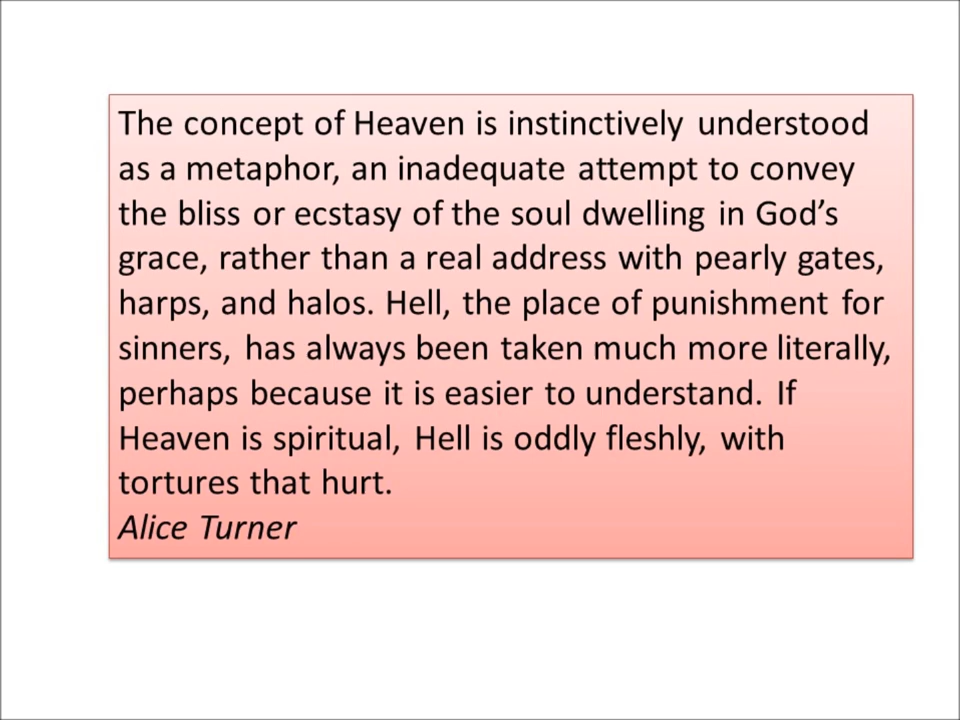 The concept of Heaven is instinctively understood
as a metaphor, an inadequate attempt to convey
the bliss or ecstasy of the soul dwelling in God’s
grace, rather than a real address with pearly gates,
harps, and halos. Hell, the place of punishment for
sinners, has always been taken much more literally,
perhaps because it is easier to understand. If
Heaven is spiritual, Hell is oddly fleshly, with
tortures that hurt.
Alice Turner